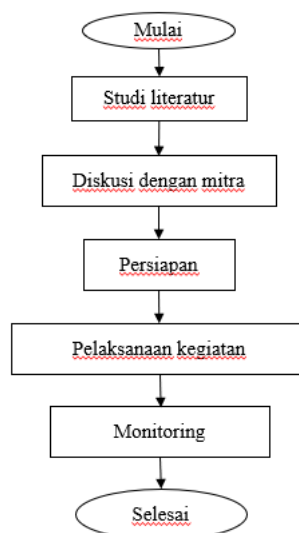 Mulai
Studi literatur
Diskusi dengan mitra
Persiapan
Pelaksanaan kegiatan
Monitoring
Selesai